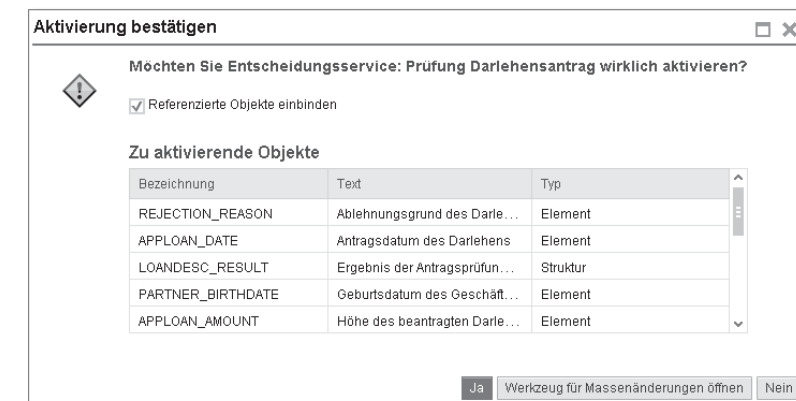 Aktivierung bestätigen
Möchten Sie Entscheidungsservice: Prüfung Darlehensantrag wirklich aktivieren?
Referenzierte Objekte einbinden
Zu aktivierende Objekte
Bezeichnung Text Typ
REJECTION_REASON Ablehnungsgrund des Darle... Element
APPLOAN_DATE Antragsdatum des Darlehens Element
LOANDESC_RESULT Ergebnis der Antragsprüfun... Struktur
PARTNER_BIRTHDATE Geburtsdatum des Geschäft... Element
APPLOAN_AMOUNT Höhe des beantragten Darle... Element
Ja Werkzeug für Massenänderungen öffnen Nein